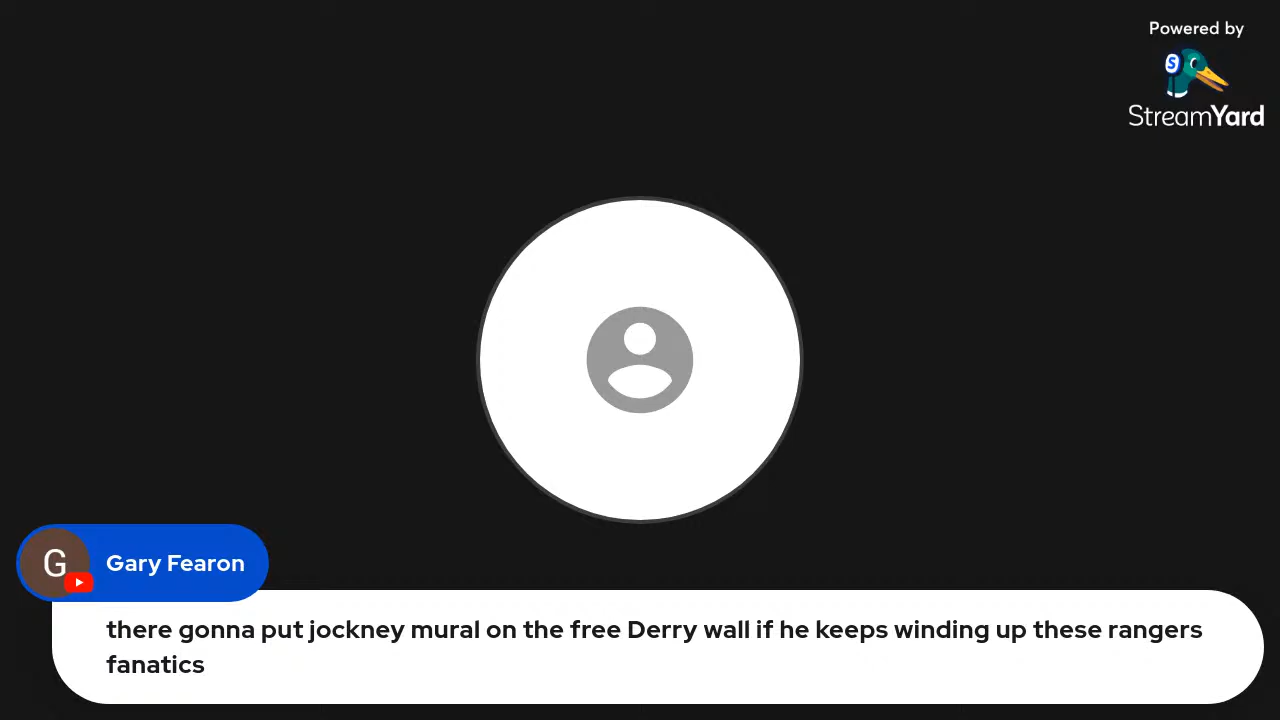 Powered by
S
StreamYard
G
Gary Fearon
there gonna put jockney mural on the free Derry wall if he keeps winding up these rangers
fanatics